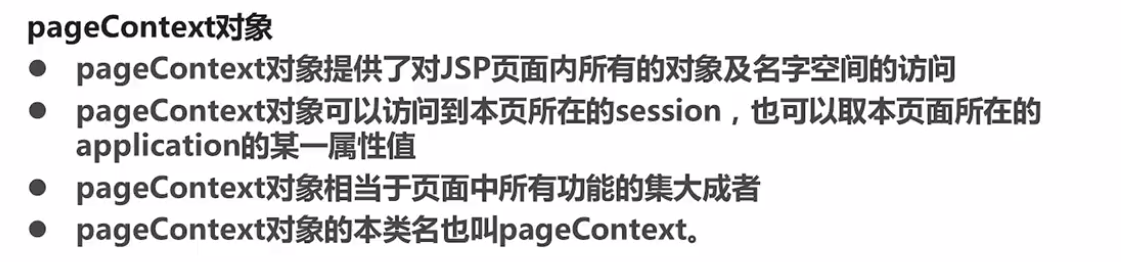 pageContext对象
● pageContext对象提供了对JSP页面内所有的对象及名字空间的访问
● pageContext对象可以访问到本页所在的session，也可以取本页面所在的
application的某一属性值
● pageContext对象相当于页面中所有功能的集大成者
● pageContext对象的本类名也叫pageContext。